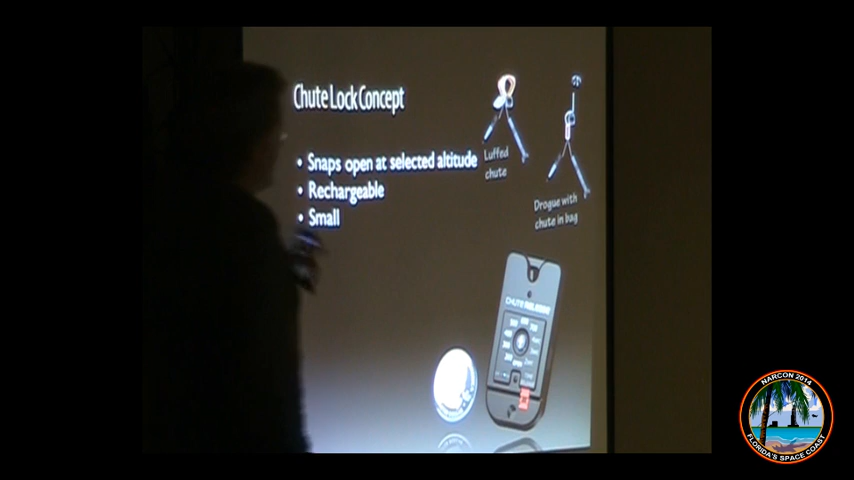 Chute Lock Concept
• Snaps open at selected altitude
• Rechargeable
• Small
Luffed
chute
Drogue with
chute in bag
CHUTE RELEASE
NARCON 2014
FLORIDA'S SPACE COAST